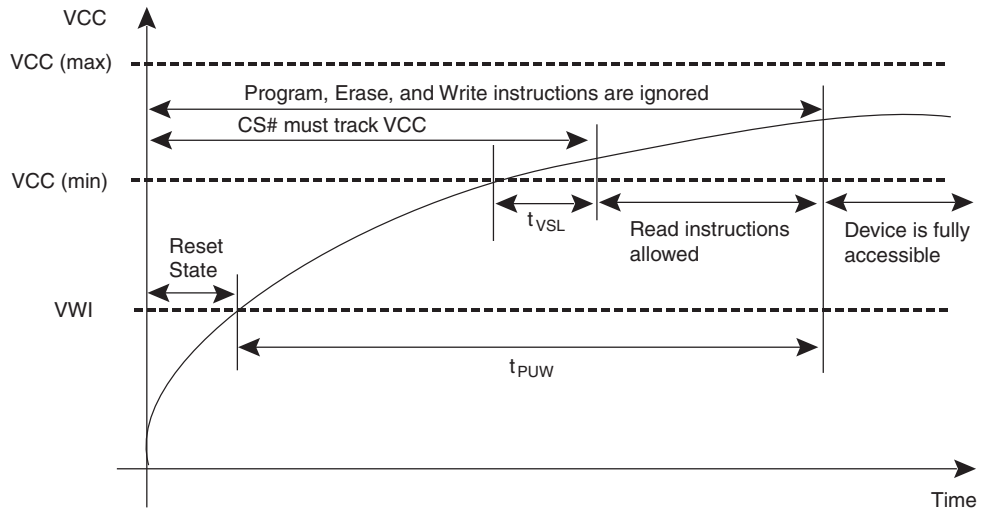 VCC
VCC (max)
Program, Erase, and Write instructions are ignored
CS# must track VCC
VCC (min)
tVSL
Read instructions
allowed
Device is fully
accessible
Reset
State
VWI
tPUW
Time